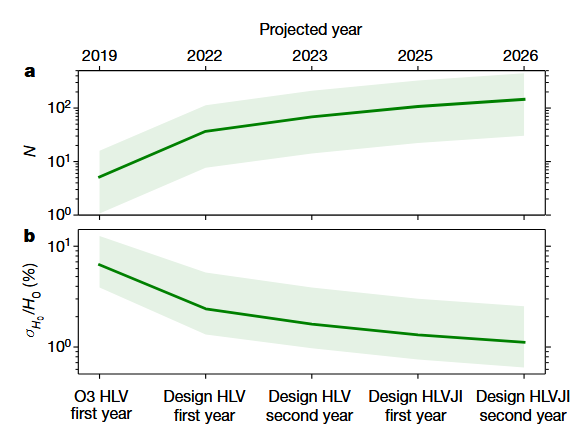 Projected year
2019 2022 2023 2025 2026
a
10²
10¹
10⁰
N
b
10¹
10⁰
σ_H₀/H₀ (%)
O3 HLV Design HLV Design HLV Design HLVJI Design HLVJI
first year first year second year first year second year